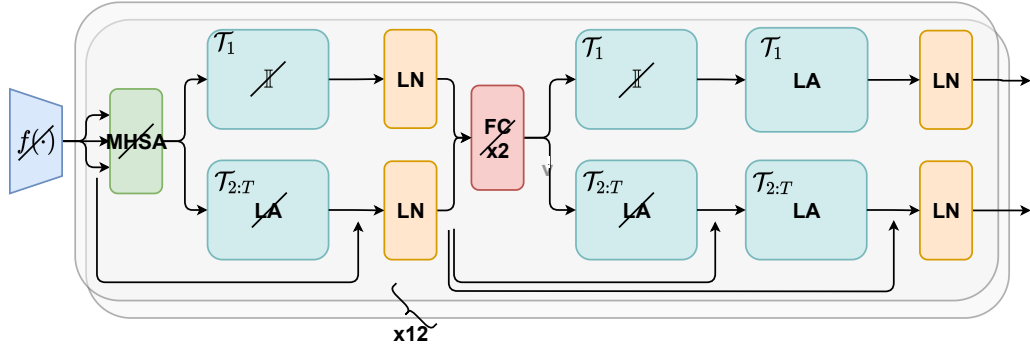 𝒯₁ 𝒯₁ 𝒯₁
f(·) MHSA 𝕀 LN FC x2 𝕀 LA LN
v
𝒯₂:T 𝒯₂:T 𝒯₂:T
LA LN LA LA LN
x12